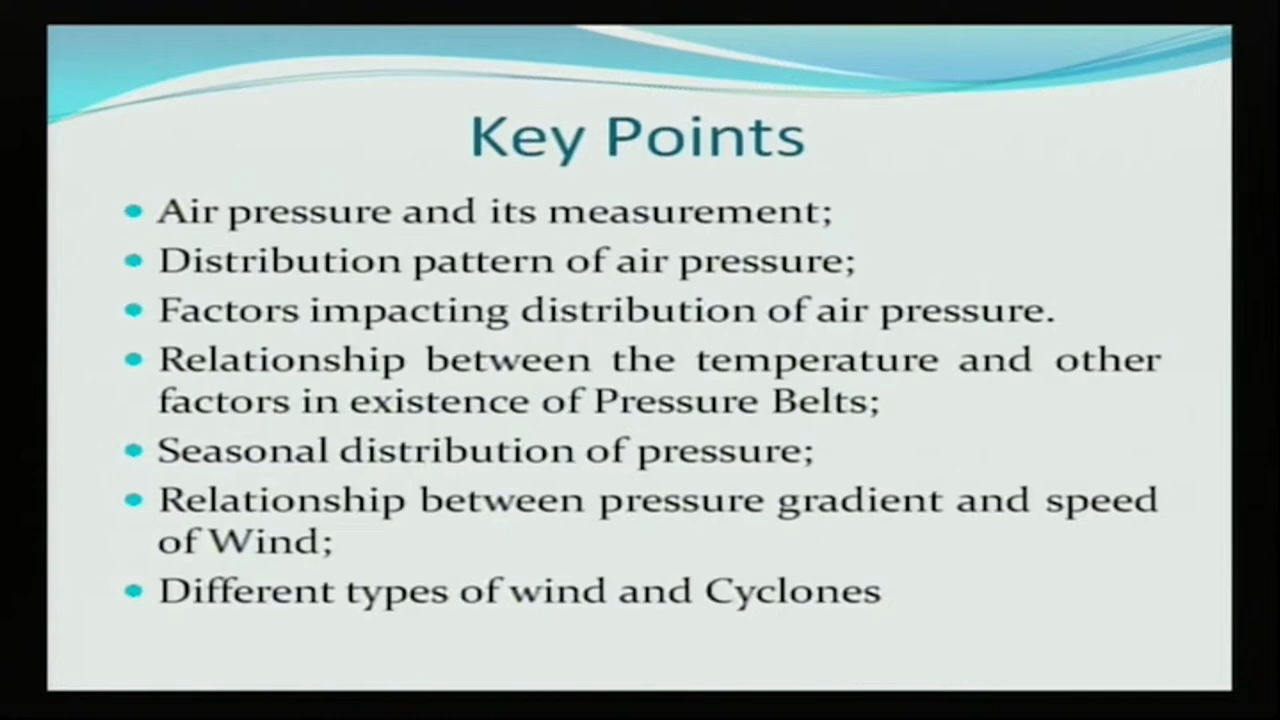 Key Points
• Air pressure and its measurement;
• Distribution pattern of air pressure;
• Factors impacting distribution of air pressure.
• Relationship between the temperature and other
factors in existence of Pressure Belts;
• Seasonal distribution of pressure;
• Relationship between pressure gradient and speed
of Wind;
• Different types of wind and Cyclones